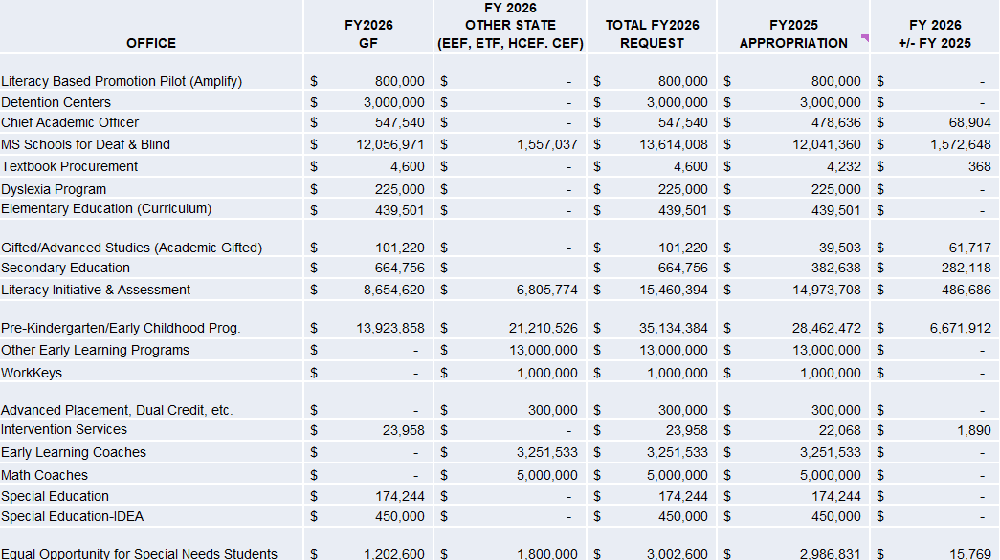 OFFICE FY2026 GF FY 2026 OTHER STATE (EEF, ETF, HCEF. CEF) TOTAL FY2026 REQUEST FY2025 APPROPRIATION FY 2026 +/- FY 2025
Literacy Based Promotion Pilot (Amplify) $ 800,000 $ - $ 800,000 $ 800,000 $ -
Detention Centers $ 3,000,000 $ - $ 3,000,000 $ 3,000,000 $ -
Chief Academic Officer $ 547,540 $ - $ 547,540 $ 478,636 $ 68,904
MS Schools for Deaf & Blind $ 12,056,971 $ 1,557,037 $ 13,614,008 $ 12,041,360 $ 1,572,648
Textbook Procurement $ 4,600 $ - $ 4,600 $ 4,232 $ 368
Dyslexia Program $ 225,000 $ - $ 225,000 $ 225,000 $ -
Elementary Education (Curriculum) $ 439,501 $ - $ 439,501 $ 439,501 $ -
Gifted/Advanced Studies (Academic Gifted) $ 101,220 $ - $ 101,220 $ 39,503 $ 61,717
Secondary Education $ 664,756 $ - $ 664,756 $ 382,638 $ 282,118
Literacy Initiative & Assessment $ 8,654,620 $ 6,805,774 $ 15,460,394 $ 14,973,708 $ 486,686
Pre-Kindergarten/Early Childhood Prog. $ 13,923,858 $ 21,210,526 $ 35,134,384 $ 28,462,472 $ 6,671,912
Other Early Learning Programs $ - $ 13,000,000 $ 13,000,000 $ 13,000,000 $ -
WorkKeys $ - $ 1,000,000 $ 1,000,000 $ 1,000,000 $ -
Advanced Placement, Dual Credit, etc. $ - $ 300,000 $ 300,000 $ 300,000 $ -
Intervention Services $ 23,958 $ - $ 23,958 $ 22,068 $ 1,890
Early Learning Coaches $ - $ 3,251,533 $ 3,251,533 $ 3,251,533 $ -
Math Coaches $ - $ 5,000,000 $ 5,000,000 $ 5,000,000 $ -
Special Education $ 174,244 $ - $ 174,244 $ 174,244 $ -
Special Education-IDEA $ 450,000 $ - $ 450,000 $ 450,000 $ -
Equal Opportunity for Special Needs Students $ 1,202,600 $ 1,800,000 $ 3,002,600 $ 2,986,831 $ 15,769